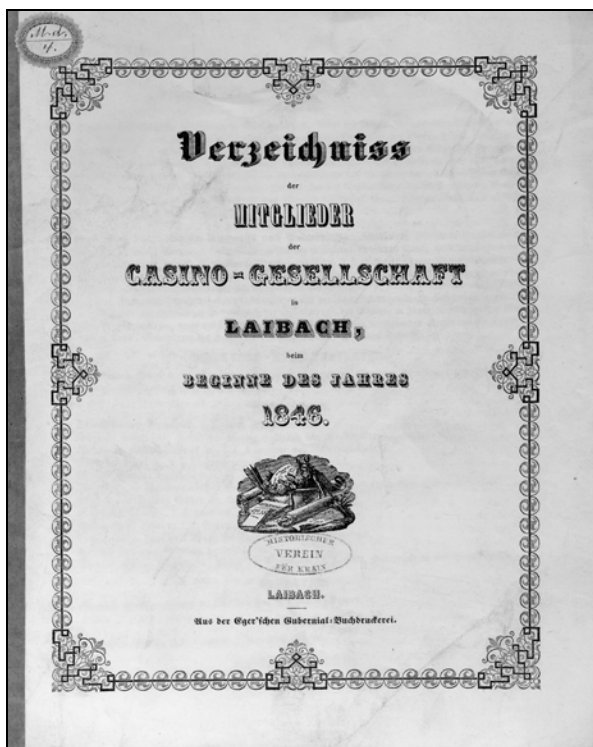 M. d.
4.
Verzeichniss
der
MITGLIEDER
der
CASINO-GESELLSCHAFT
in
LAIBACH,
beim
BEGINNE DES JAHRES
1846.
HISTORISCHER
VEREIN
FÜR KRAIN
LAIBACH.
Aus der Eger'schen Gubernial-Buchdruckerei.